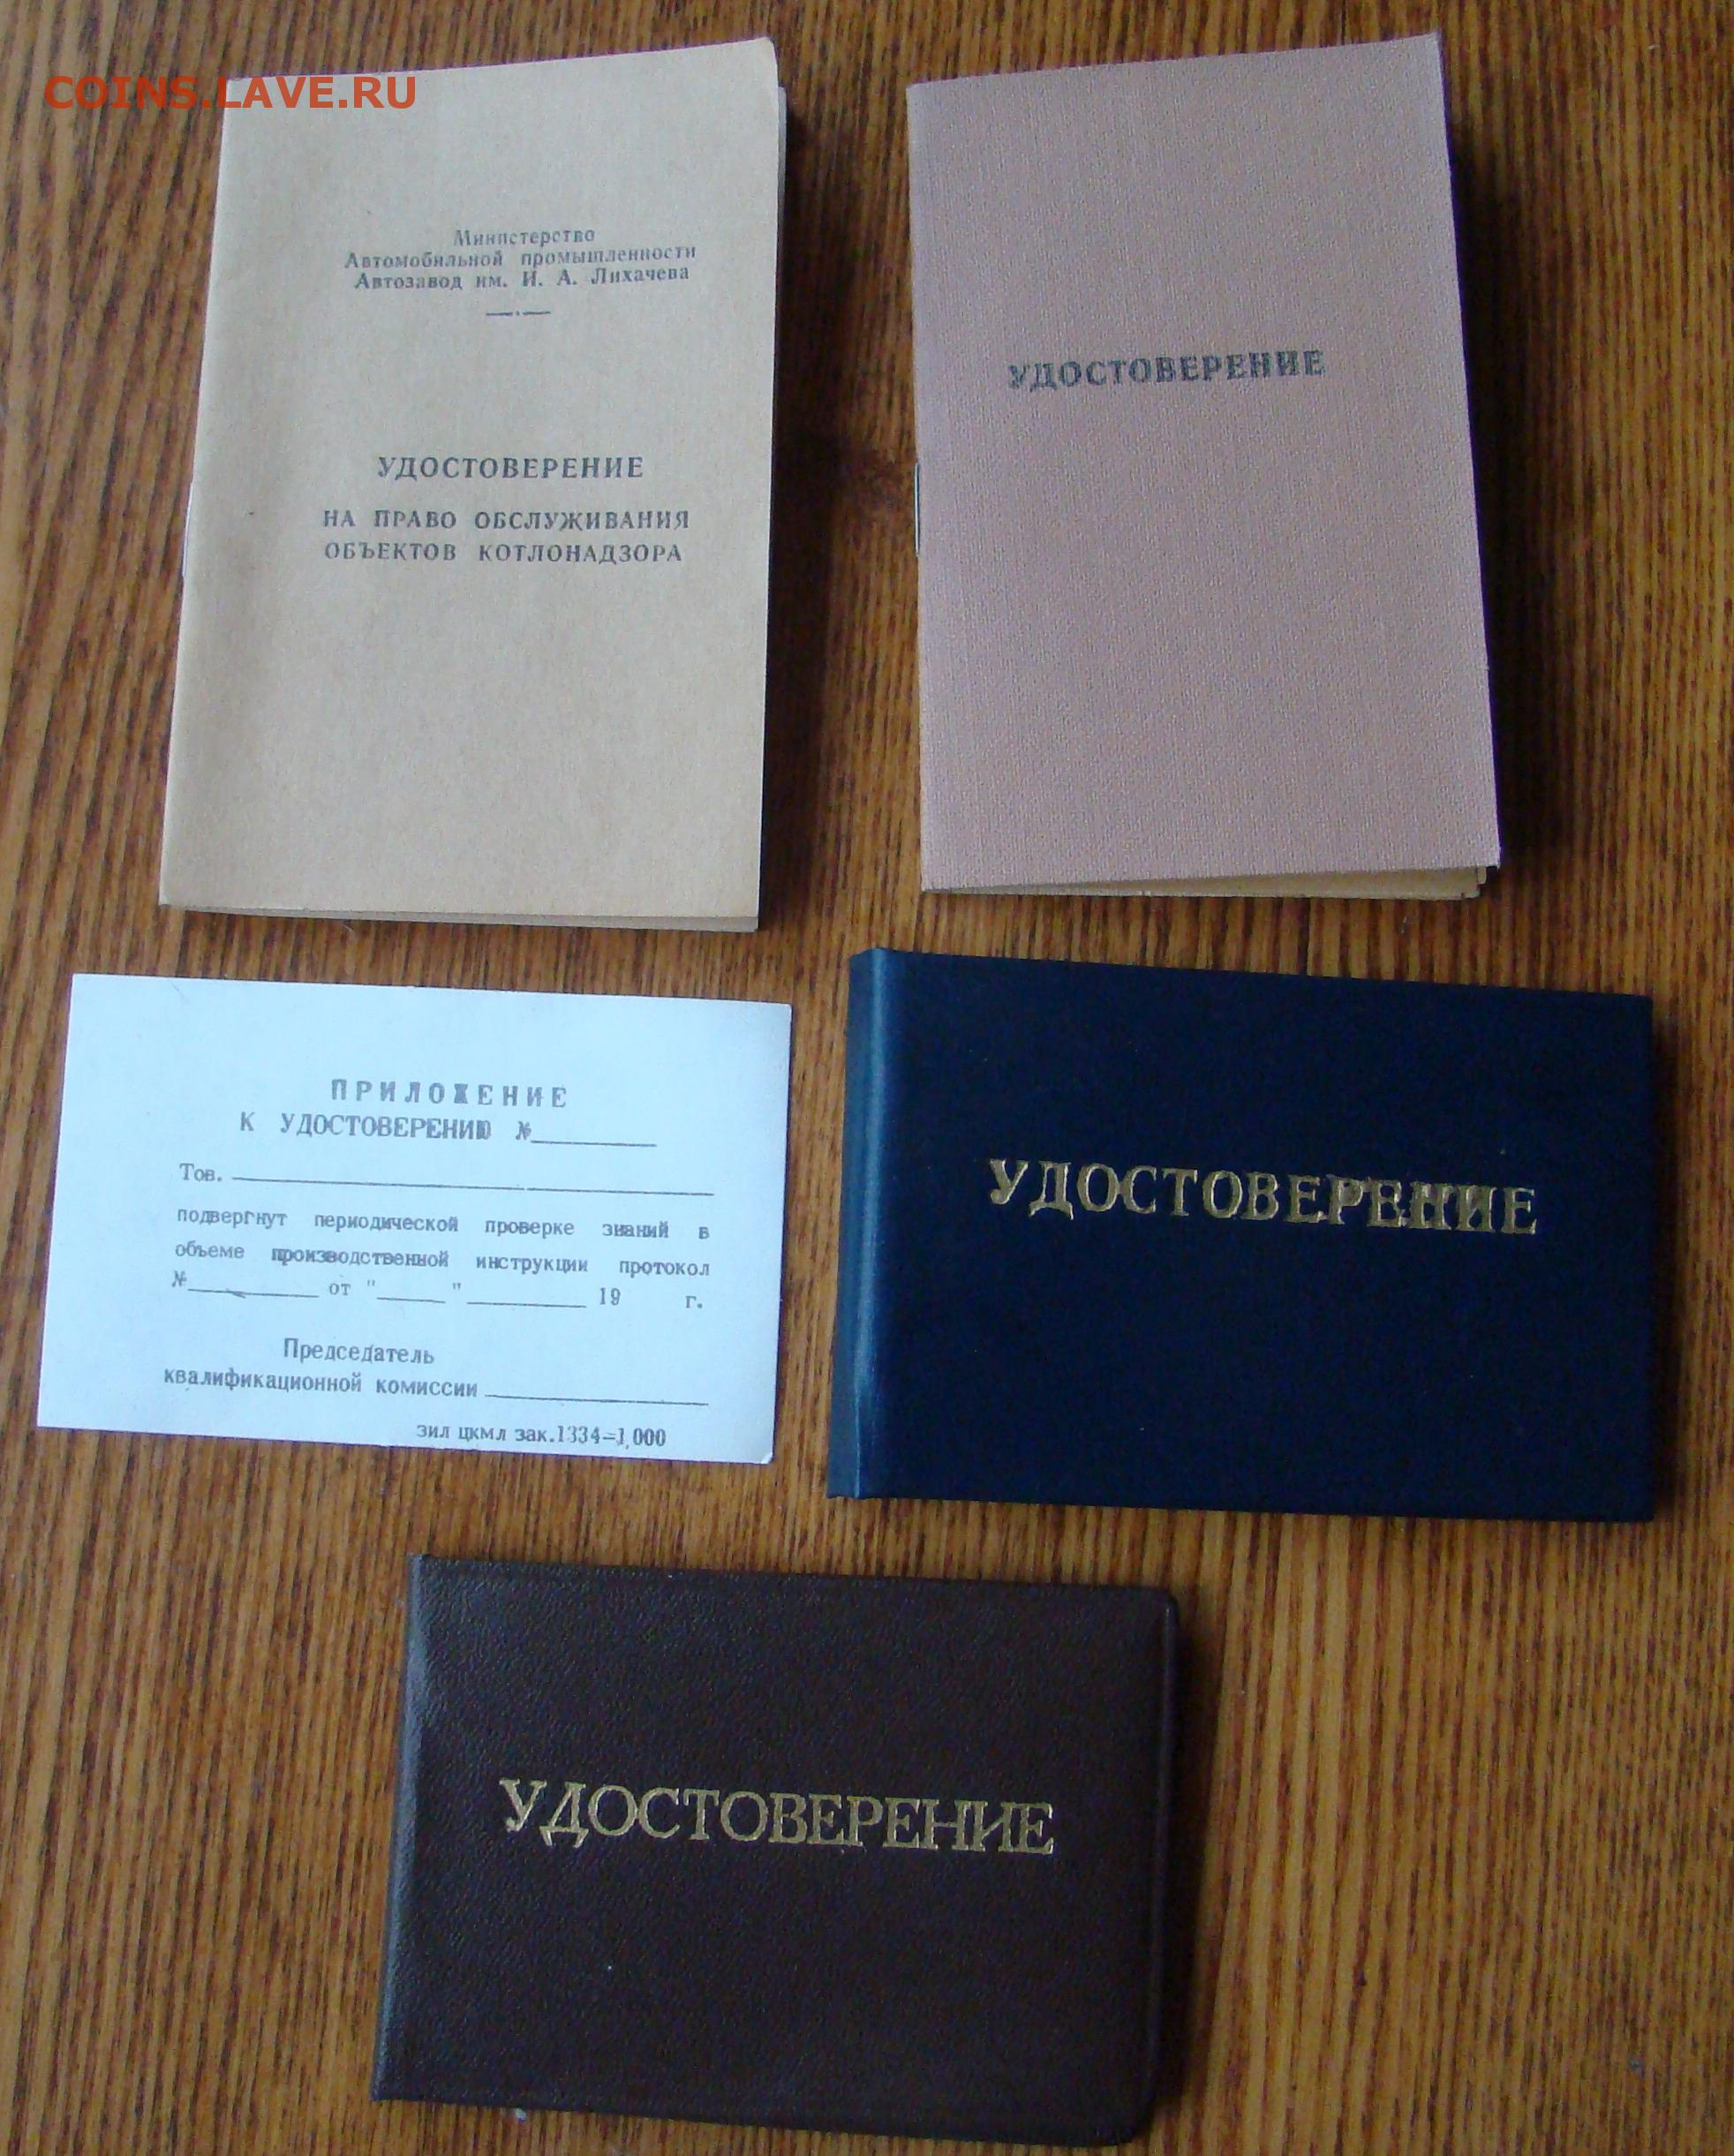 COINS.LAVE.RU
Министерство
Автомобильной промышленности
Автозавод им. И. А. Лихачева
УДОСТОВЕРЕНИЕ
НА ПРАВО ОБСЛУЖИВАНИЯ
ОБЪЕКТОВ КОТЛОНАДЗОРА
УДОСТОВЕРЕНИЕ
ПРИЛОЖЕНИЕ
К УДОСТОВЕРЕНИЮ №
Тов.
подвергнут периодической проверке знаний в
объеме производственной инструкции протокол
№ от " " 19 г.
Председатель
квалификационной комиссии
ЗИЛ ЦКМЛ зак.1334=1.000
УДОСТОВЕРЕНИЕ
УДОСТОВЕРЕНИЕ